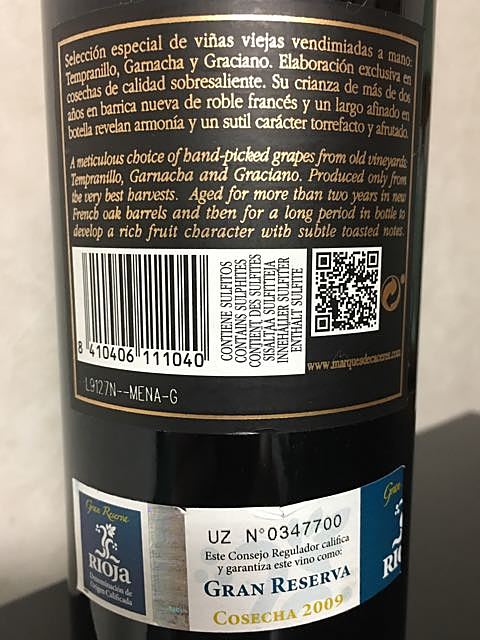 Selección especial de viñas viejas vendimiadas a mano:
Tempranillo, Garnacha y Graciano. Elaboración exclusiva en
cosechas de calidad sobresaliente. Su crianza de más de dos
años en barrica nueva de roble francés y un largo afinado en
botella revelan armonía y un sutil carácter torrefacto y afrutado.
A meticulous choice of hand-picked grapes from old vineyards:
Tempranillo, Garnacha and Graciano. Produced only from
the very best harvests. Aged for more than two years in new
French oak barrels and then for a long period in bottle to
develop a rich fruit character with subtle toasted notes.
8 410406 111040
CONTIENE SULFITOS
CONTAINS SULPHITES
CONTIENT DES SULFITES
SISÄLTÄÄ SULFIITTEJA
INNEHÅLLER SULFITER
ENTHÄLT SULFITE
www.marquesdecaceres.com
L9127N--MENA-G
Gran Reserva
RIOJA
Denominación de
Origen Calificada
UZ Nº0347700
Este Consejo Regulador califica
y garantiza este vino como:
GRAN RESERVA
COSECHA 2009
Gran
RIO